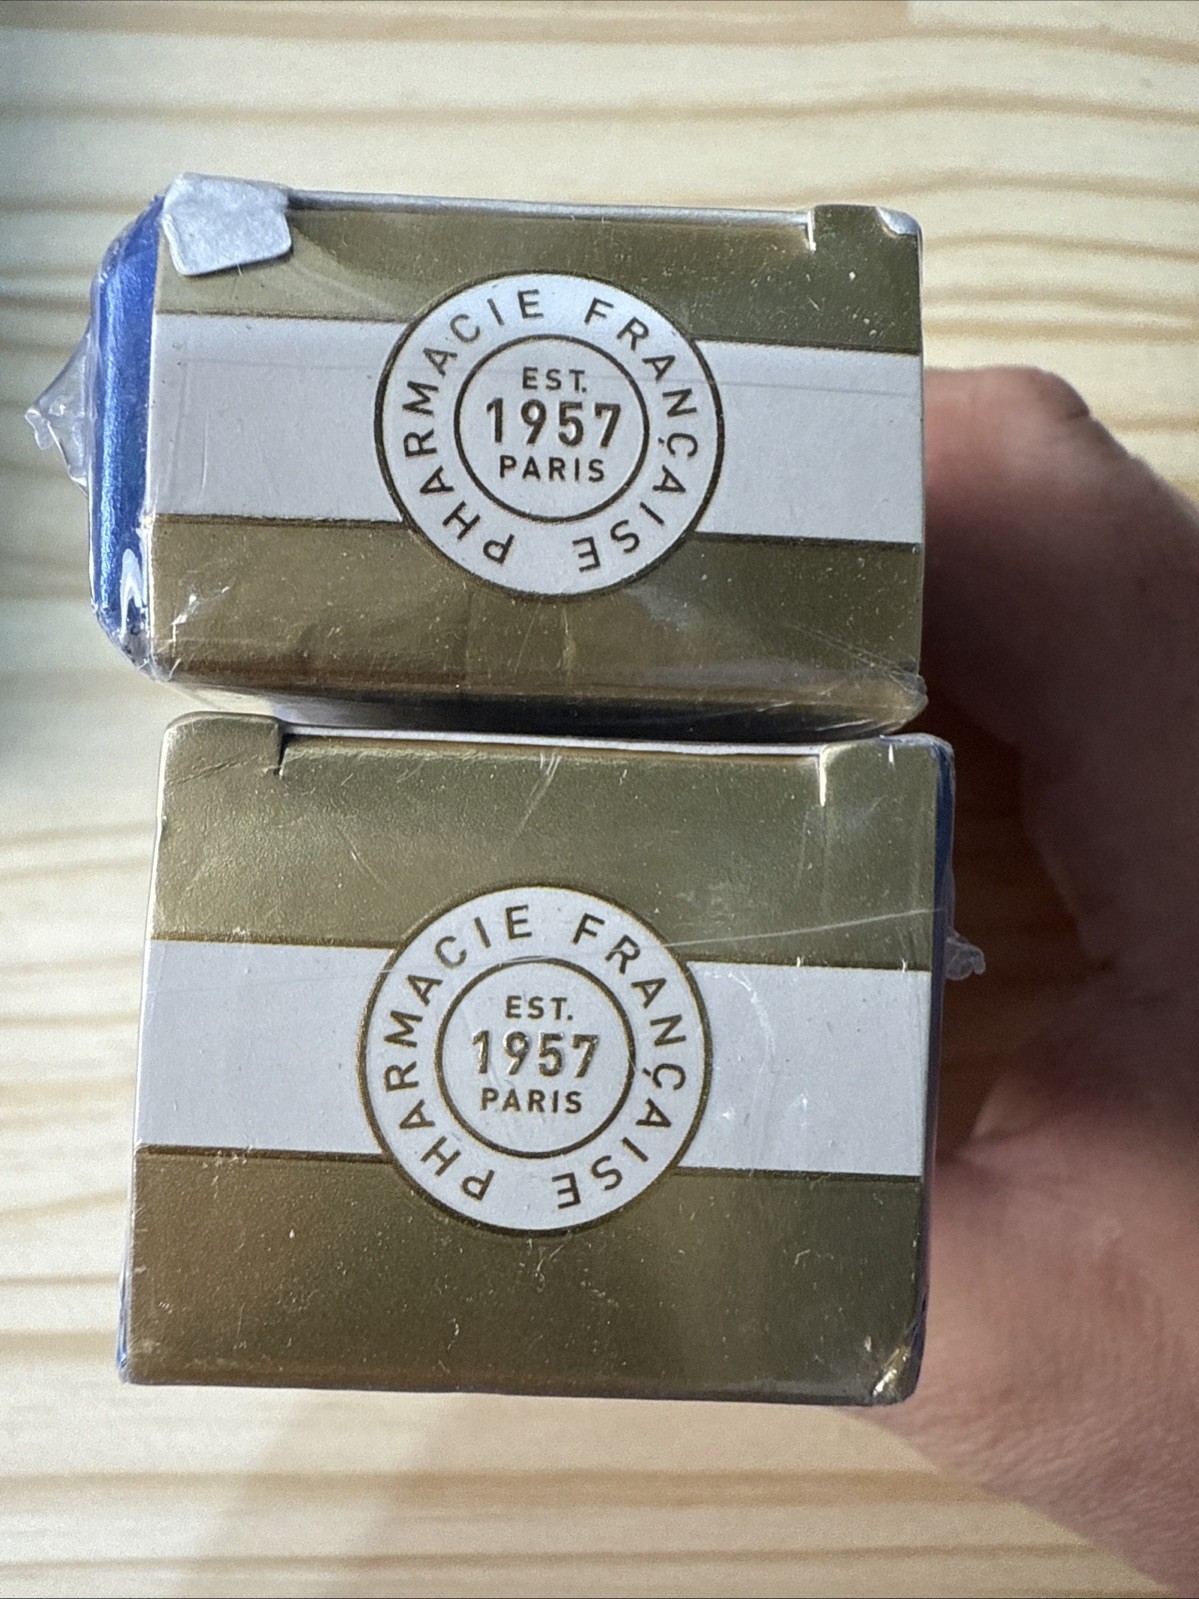 PHARMACIE FRANÇAISE
EST.
1957
PARIS
PHARMACIE FRANÇAISE
EST.
1957
PARIS